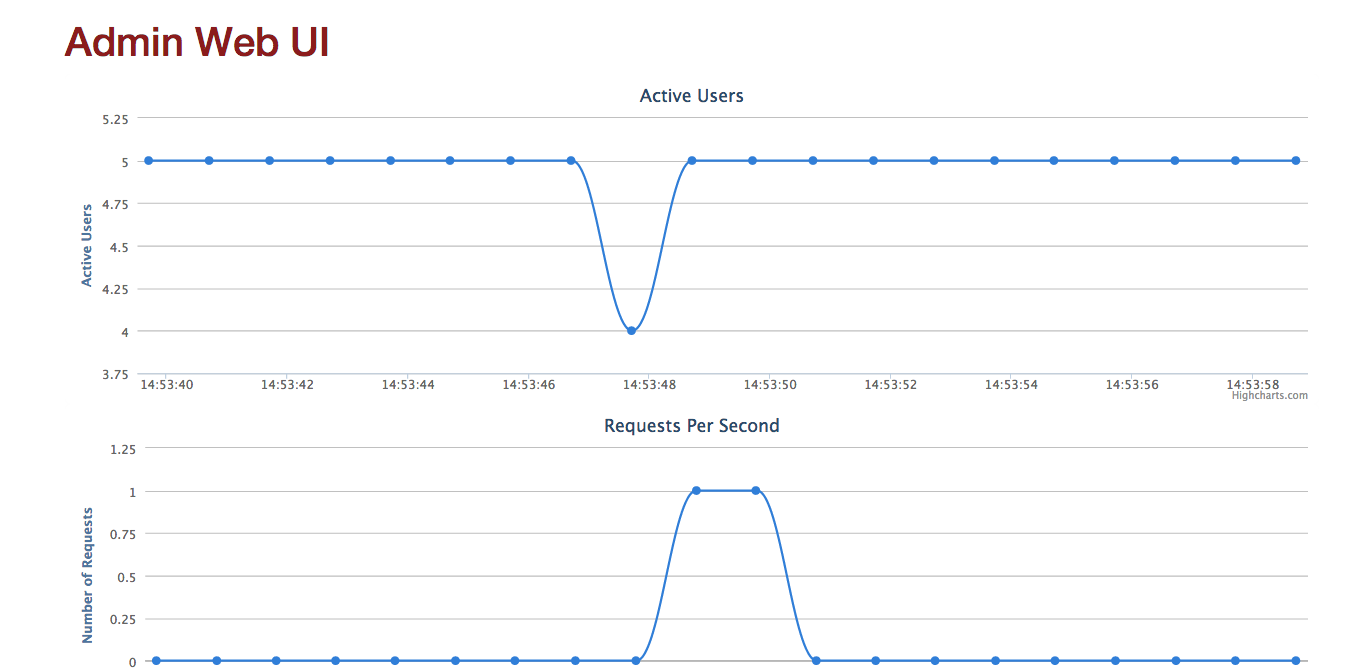 Admin Web UI
Active Users
5.25
5
4.75
4.5
4.25
4
3.75
Active Users
14:53:40 14:53:42 14:53:44 14:53:46 14:53:48 14:53:50 14:53:52 14:53:54 14:53:56 14:53:58
Highcharts.com
Requests Per Second
1.25
1
0.75
0.5
0.25
0
Number of Requests